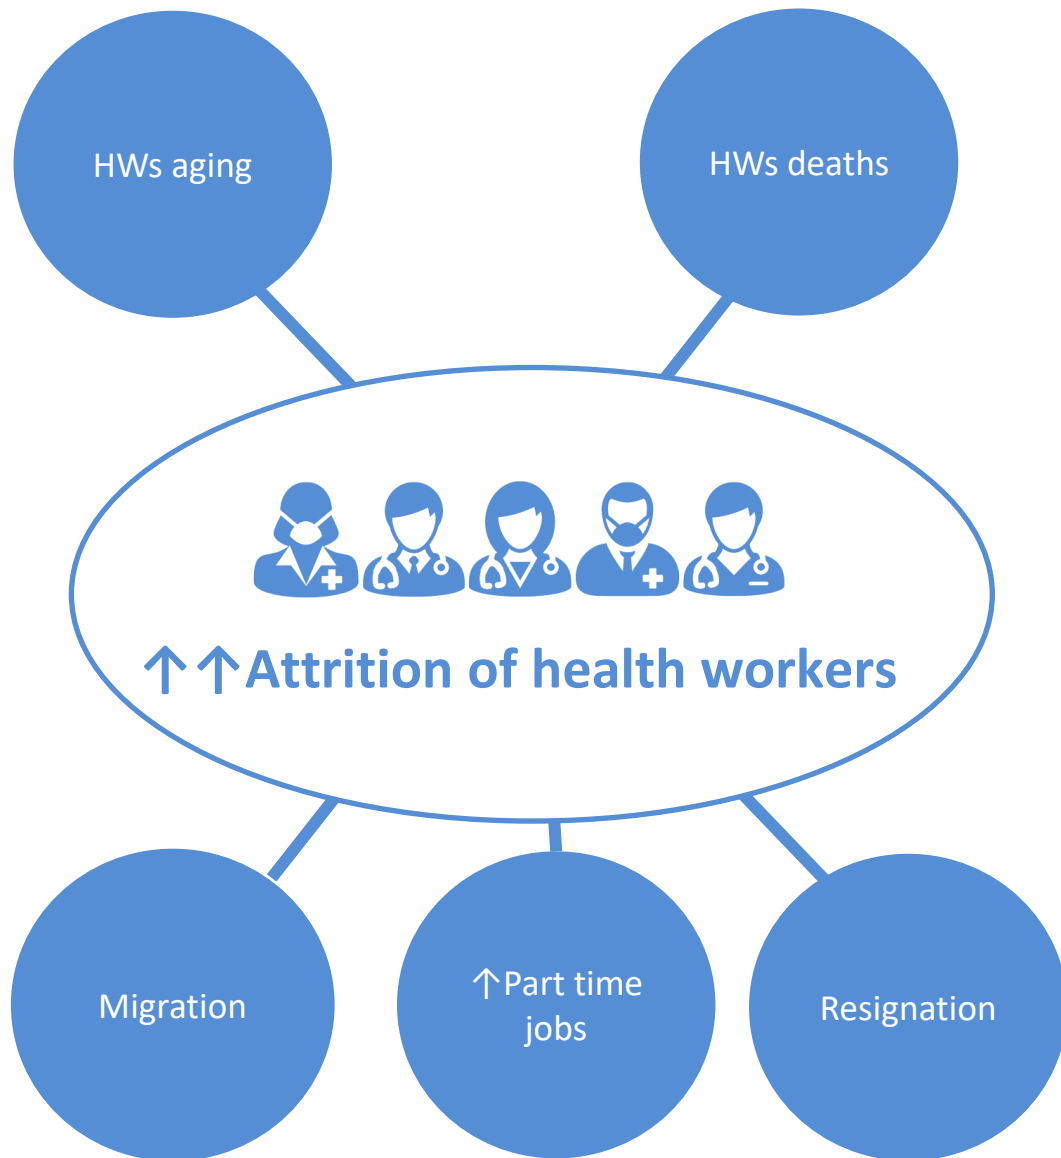 HWs aging
HWs deaths
↑↑Attrition of health workers
Migration
↑Part time
jobs
Resignation